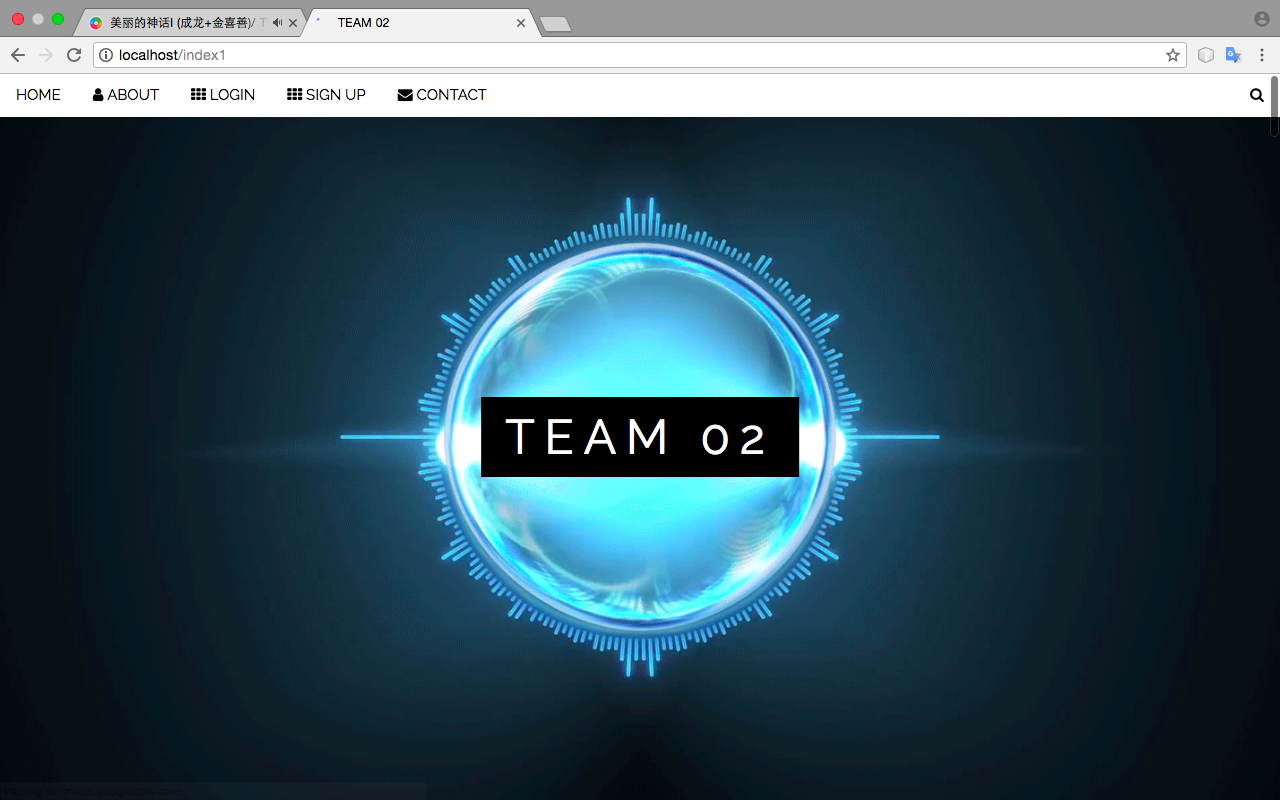 美丽的神话I (成龙+金喜善)/ T
TEAM 02
localhost/index1
HOME ABOUT LOGIN SIGN UP CONTACT
TEAM 02